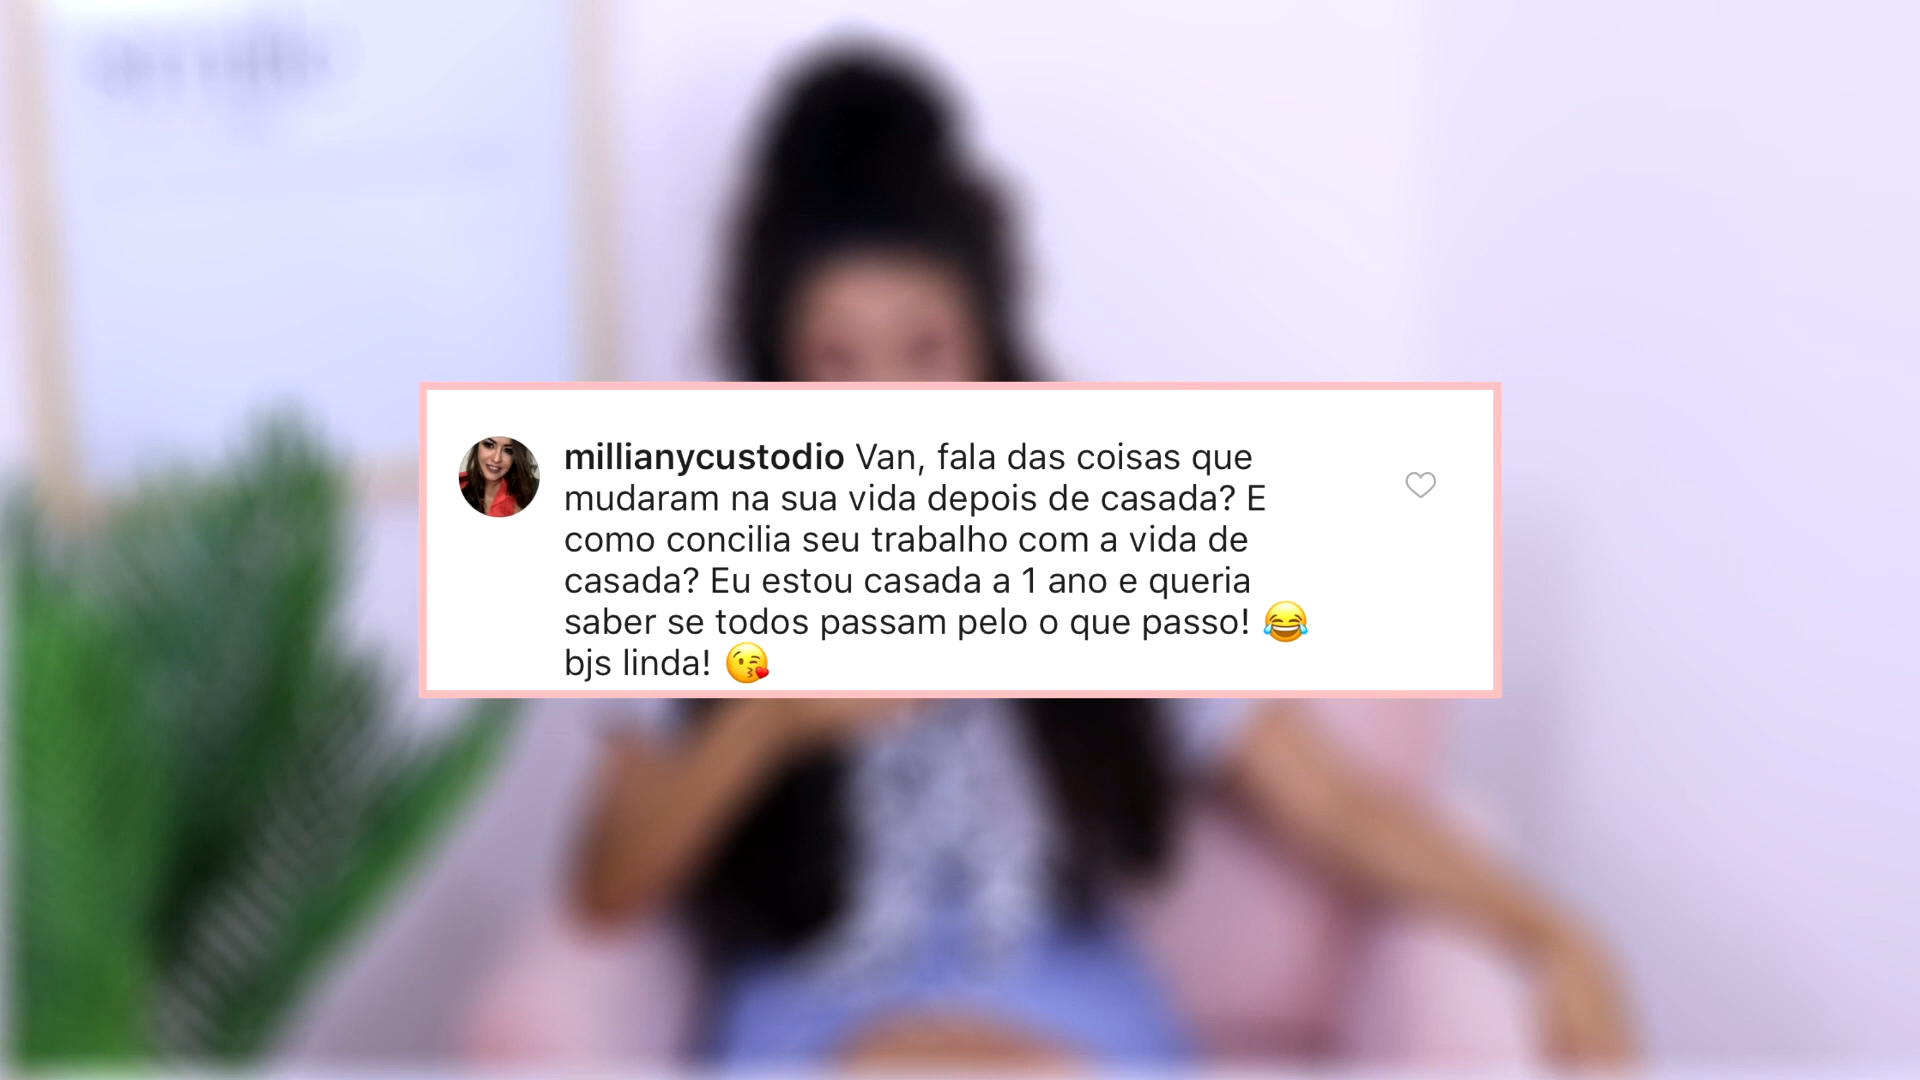 millianycustodio Van, fala das coisas que
mudaram na sua vida depois de casada? E
como concilia seu trabalho com a vida de
casada? Eu estou casada a 1 ano e queria
saber se todos passam pelo o que passo! 😂
bjs linda! 😘